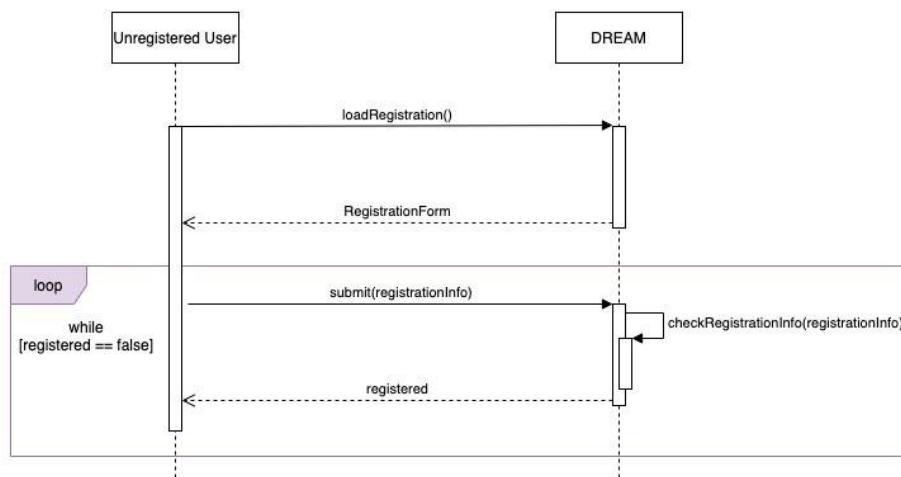 Unregistered User
DREAM
loadRegistration()
RegistrationForm
loop
submit(registrationInfo)
while
[registered == false]
checkRegistrationInfo(registrationInfo)
registered